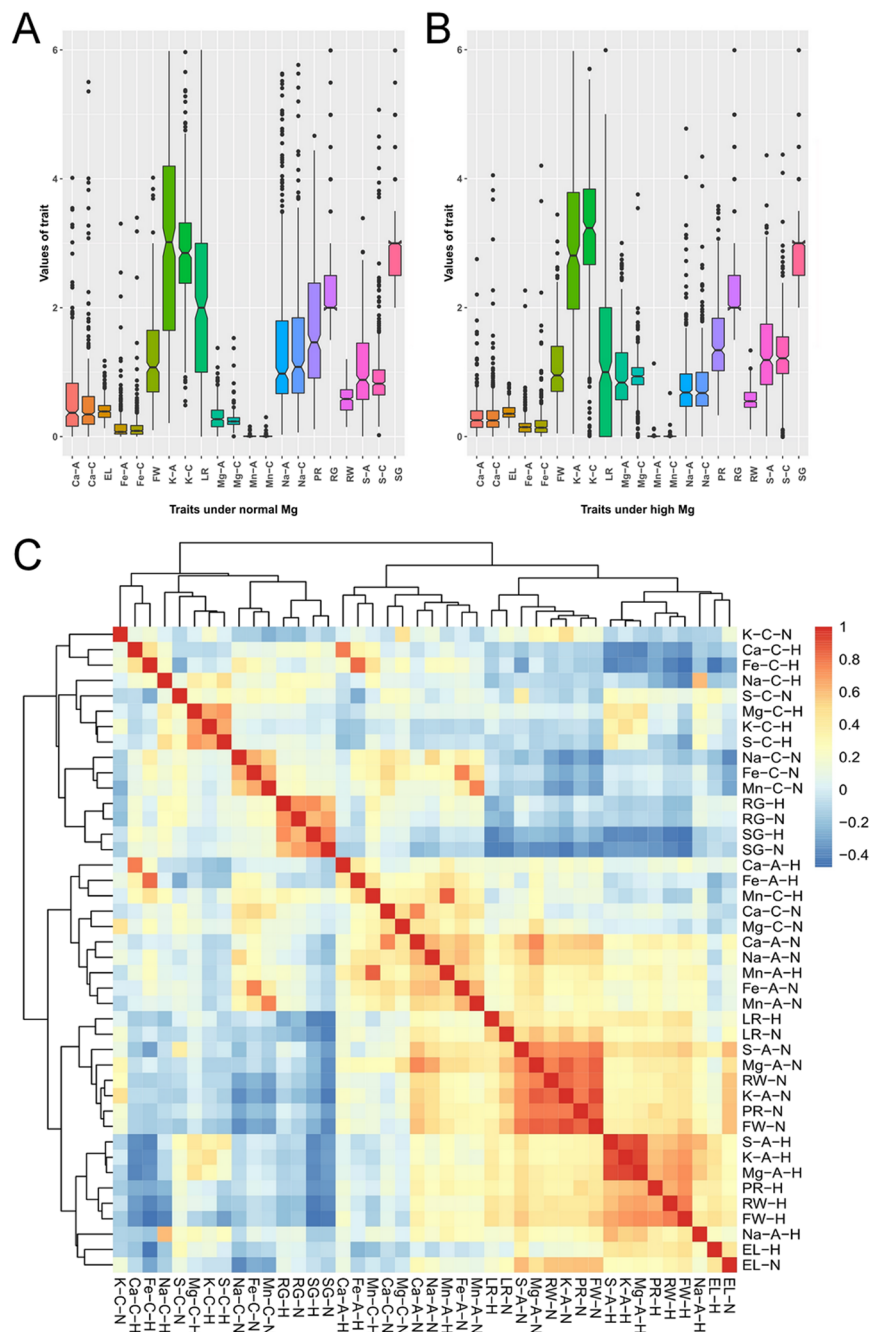 A
B
6
4
2
0
Values of trait
Ca-A
Ca-C
EL
Fe-A
Fe-C
FW
K-A
K-C
LR
Mg-A
Mg-C
Mn-A
Mn-C
Na-A
Na-C
PR
RG
RW
S-A
S-C
SG
Traits under normal Mg
6
4
2
0
Values of trait
Ca-A
Ca-C
EL
Fe-A
Fe-C
FW
K-A
K-C
LR
Mg-A
Mg-C
Mn-A
Mn-C
Na-A
Na-C
PR
RG
RW
S-A
S-C
SG
Traits under high Mg
C
K-C-N
Ca-C-H
Fe-C-H
Na-C-H
S-C-N
Mg-C-H
K-C-H
S-C-H
Na-C-N
Fe-C-N
Mn-C-N
RG-H
RG-N
SG-H
SG-N
Ca-A-H
Fe-A-H
Mn-C-H
Ca-C-N
Mg-C-N
Ca-A-N
Na-A-N
Mn-A-H
Fe-A-N
Mn-A-N
LR-H
LR-N
S-A-N
Mg-A-N
RW-N
K-A-N
PR-N
FW-N
S-A-H
K-A-H
Mg-A-H
PR-H
RW-H
FW-H
Na-A-H
EL-H
EL-N
1
0.8
0.6
0.4
0.2
0
−0.2
−0.4
K-C-N
Ca-C-H
Fe-C-H
Na-C-H
S-C-N
Mg-C-H
K-C-H
S-C-H
Na-C-N
Fe-C-N
Mn-C-N
RG-H
RG-N
SG-H
SG-N
Ca-A-H
Fe-A-H
Mn-C-H
Ca-C-N
Mg-C-N
Ca-A-N
Na-A-N
Mn-A-H
Fe-A-N
Mn-A-N
LR-H
LR-N
S-A-N
Mg-A-N
RW-N
K-A-N
PR-N
FW-N
S-A-H
K-A-H
Mg-A-H
PR-H
RW-H
FW-H
Na-A-H
EL-H
EL-N